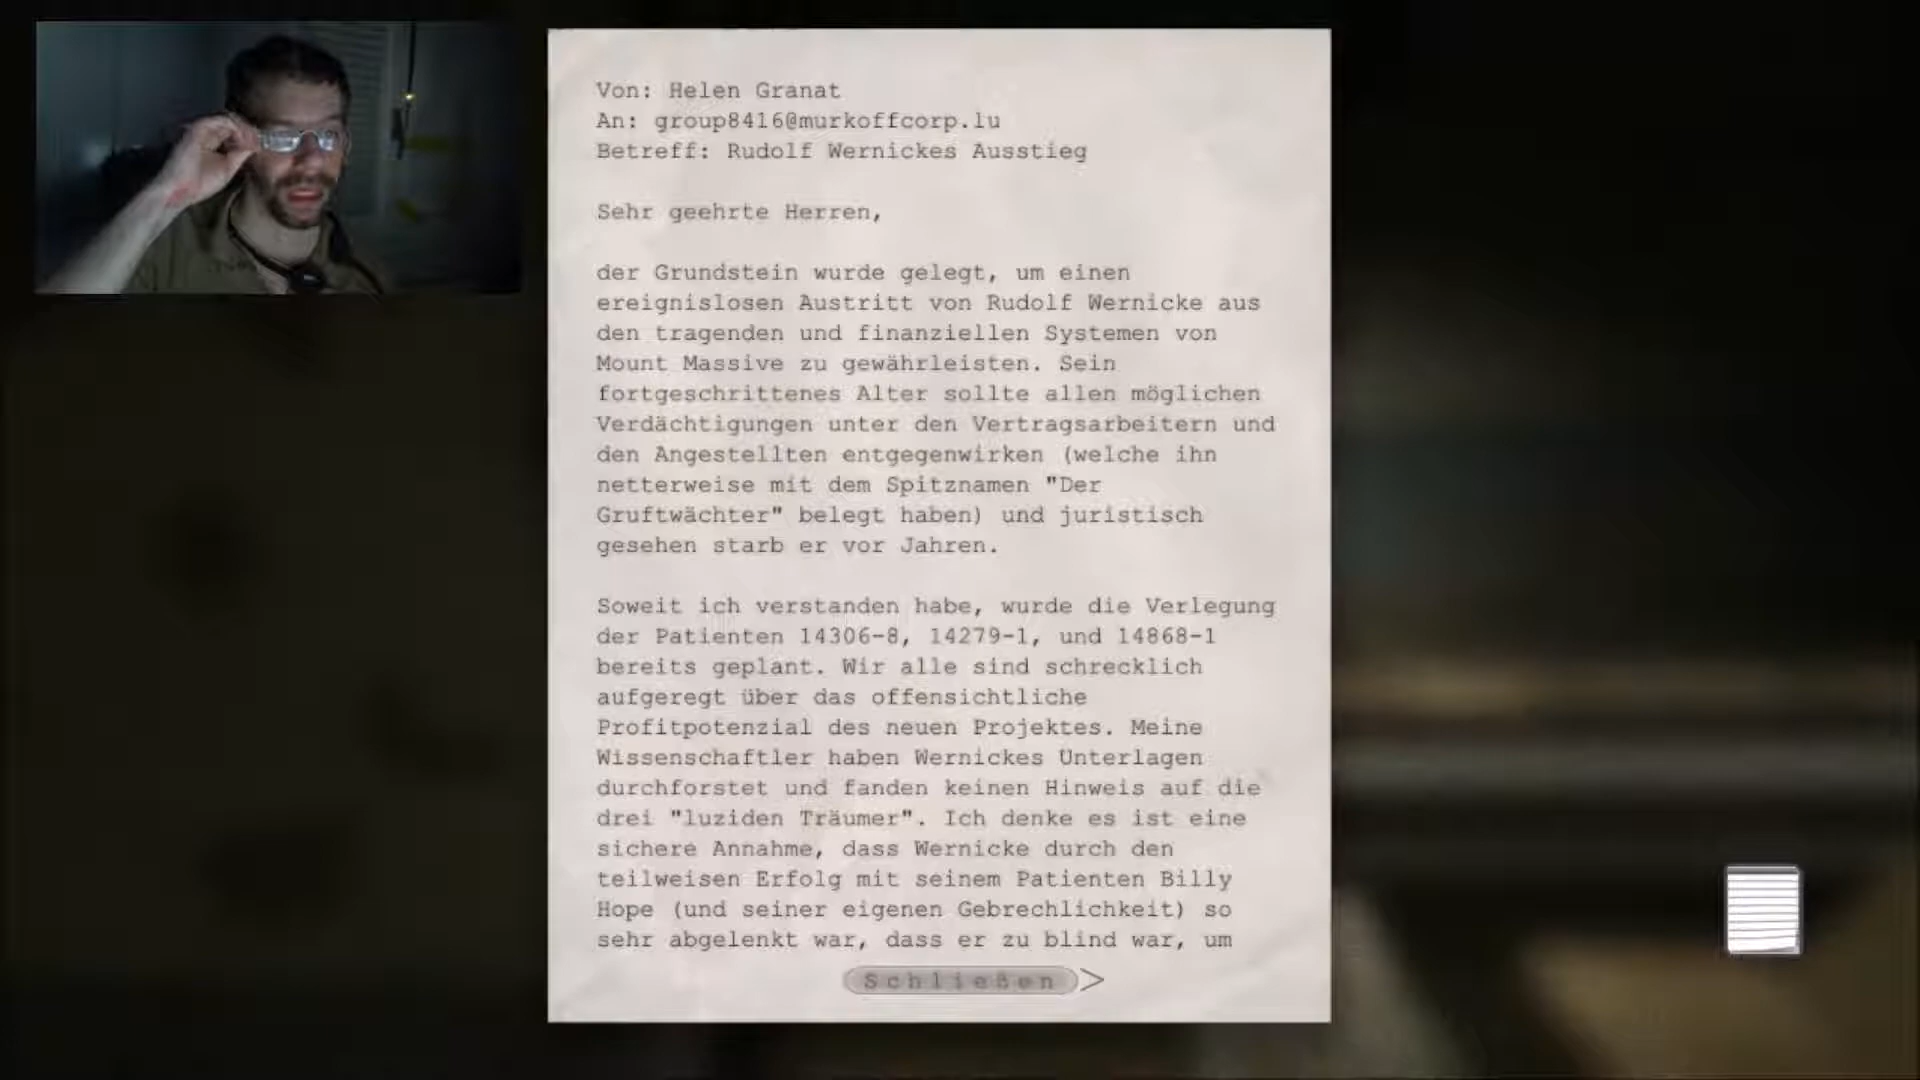 Von: Helen Granat
An: group8416@murkoffcorp.lu
Betreff: Rudolf Wernickes Ausstieg
Sehr geehrte Herren,
der Grundstein wurde gelegt, um einen
ereignislosen Austritt von Rudolf Wernicke aus
den tragenden und finanziellen Systemen von
Mount Massive zu gewährleisten. Sein
fortgeschrittenes Alter sollte allen möglichen
Verdächtigungen unter den Vertragsarbeitern und
den Angestellten entgegenwirken (welche ihn
netterweise mit dem Spitznamen "Der
Gruftwächter" belegt haben) und juristisch
gesehen starb er vor Jahren.
Soweit ich verstanden habe, wurde die Verlegung
der Patienten 14306-8, 14279-1, und 14868-1
bereits geplant. Wir alle sind schrecklich
aufgeregt über das offensichtliche
Profitpotenzial des neuen Projektes. Meine
Wissenschaftler haben Wernickes Unterlagen
durchforstet und fanden keinen Hinweis auf die
drei "luziden Träumer". Ich denke es ist eine
sichere Annahme, dass Wernicke durch den
teilweisen Erfolg mit seinem Patienten Billy
Hope (und seiner eigenen Gebrechlichkeit) so
sehr abgelenkt war, dass er zu blind war, um
Schließen >